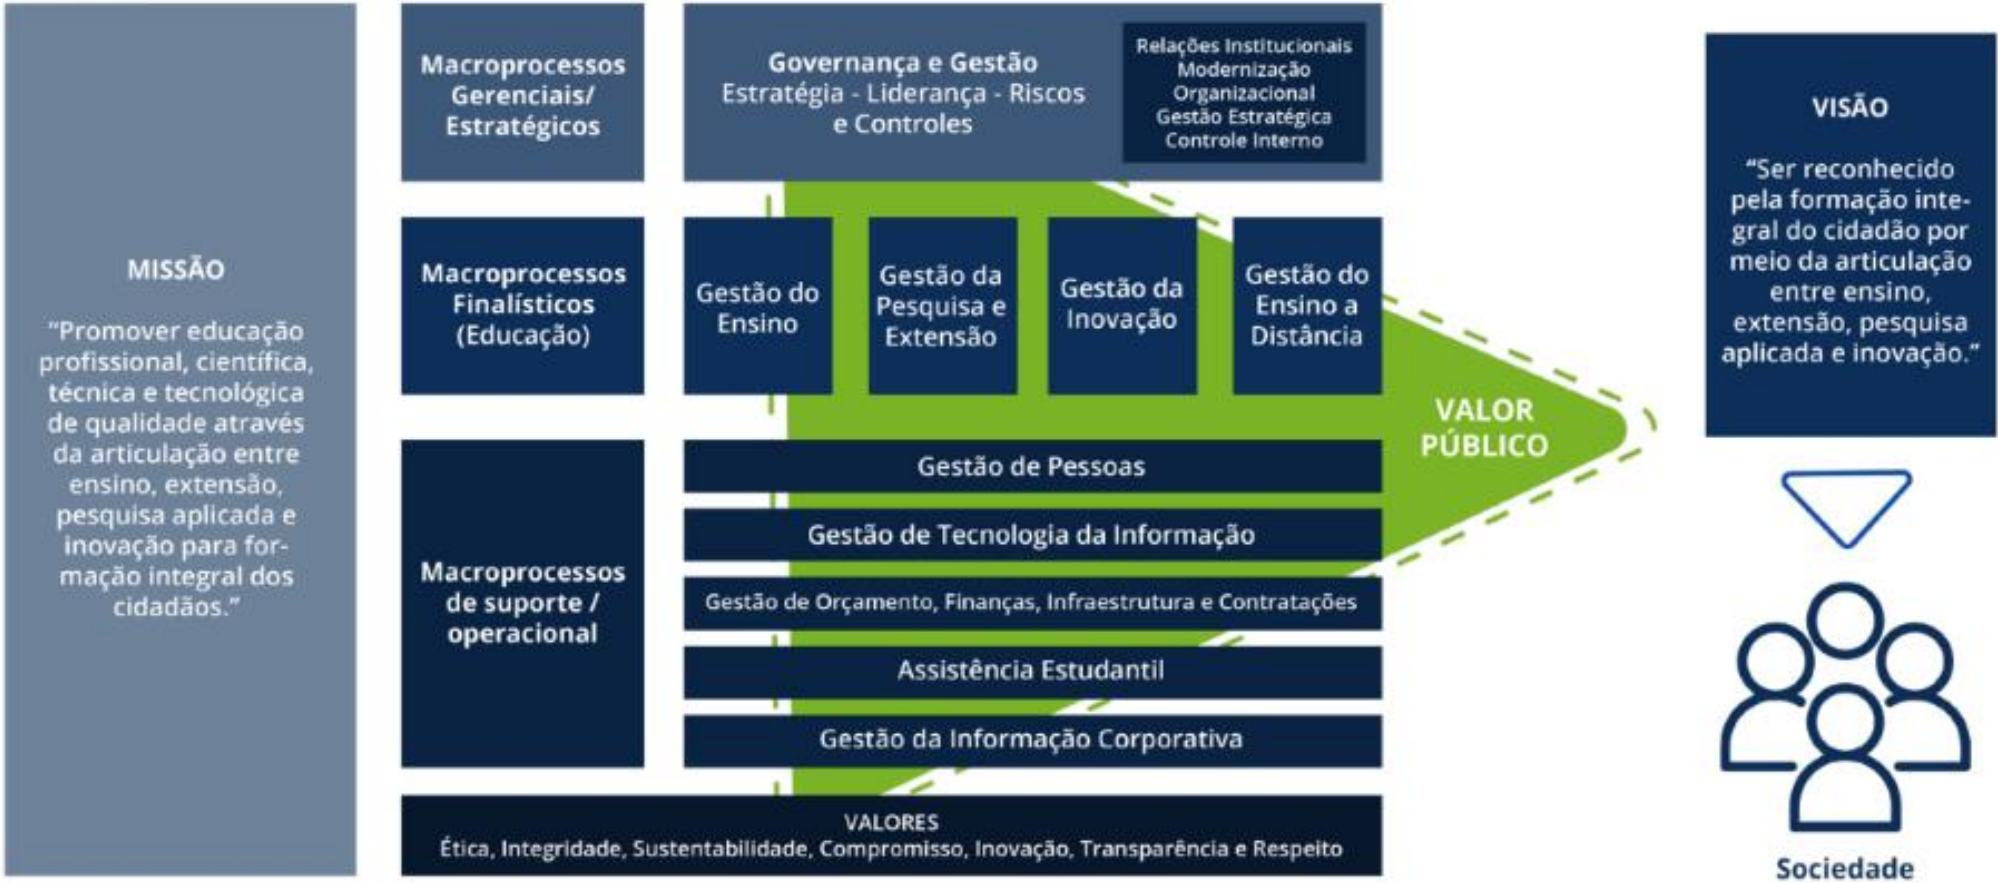 MISSÃO
“Promover educação
profissional, científica,
técnica e tecnológica
de qualidade através
da articulação entre
ensino, extensão,
pesquisa aplicada e
inovação para for-
mação integral dos
cidadãos.”
Macroprocessos
Gerenciais/
Estratégicos
Governança e Gestão
Estratégia - Liderança - Riscos
e Controles
Relações Institucionais
Modernização
Organizacional
Gestão Estratégica
Controle Interno
Macroprocessos
Finalísticos
(Educação)
Gestão do
Ensino
Gestão da
Pesquisa e
Extensão
Gestão da
Inovação
Gestão do
Ensino a
Distância
Macroprocessos
de suporte /
operacional
Gestão de Pessoas
Gestão de Tecnologia da Informação
Gestão de Orçamento, Finanças, Infraestrutura e Contratações
Assistência Estudantil
Gestão da Informação Corporativa
VALORES
Ética, Integridade, Sustentabilidade, Compromisso, Inovação, Transparência e Respeito
VALOR
PÚBLICO
VISÃO
“Ser reconhecido
pela formação inte-
gral do cidadão por
meio da articulação
entre ensino,
extensão, pesquisa
aplicada e inovação.”
Sociedade